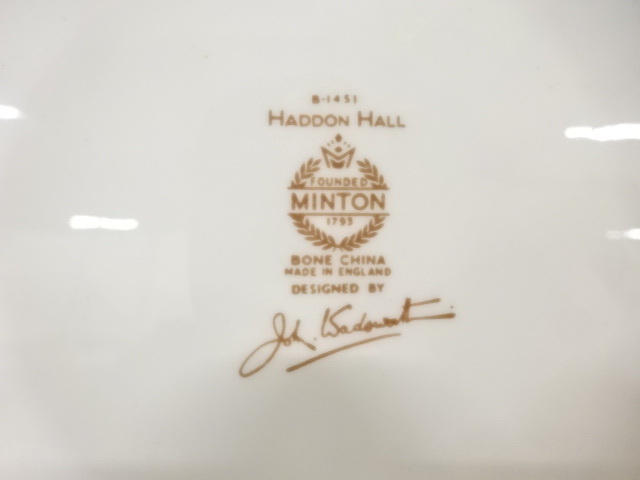 B-1451
HADDON HALL
FOUNDED
MINTON
1793
BONE CHINA
MADE IN ENGLAND
DESIGNED BY
John Wadsworth